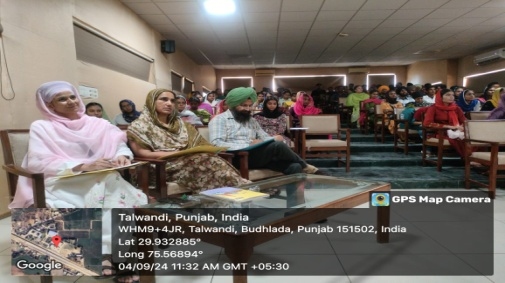 GPS Map Camera
Talwandi, Punjab, India
WHM9+4JR, Talwandi, Budhlada, Punjab 151502, India
Lat 29.932885°
Long 75.56894°
04/09/24 11:32 AM GMT +05:30
Google